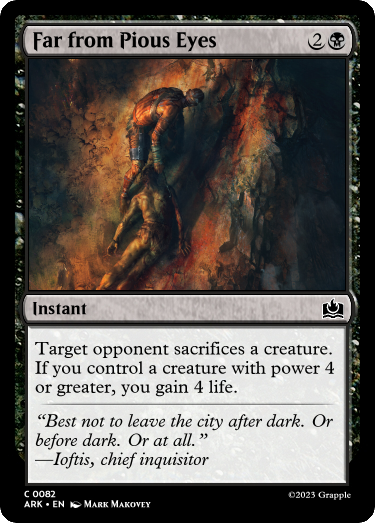 Far from Pious Eyes 2
Instant
Target opponent sacrifices a creature.
If you control a creature with power 4
or greater, you gain 4 life.
“Best not to leave the city after dark. Or
before dark. Or at all.”
—Ioftis, chief inquisitor
C 0082
ARK • EN Mark Makovey
©2023 Grapple